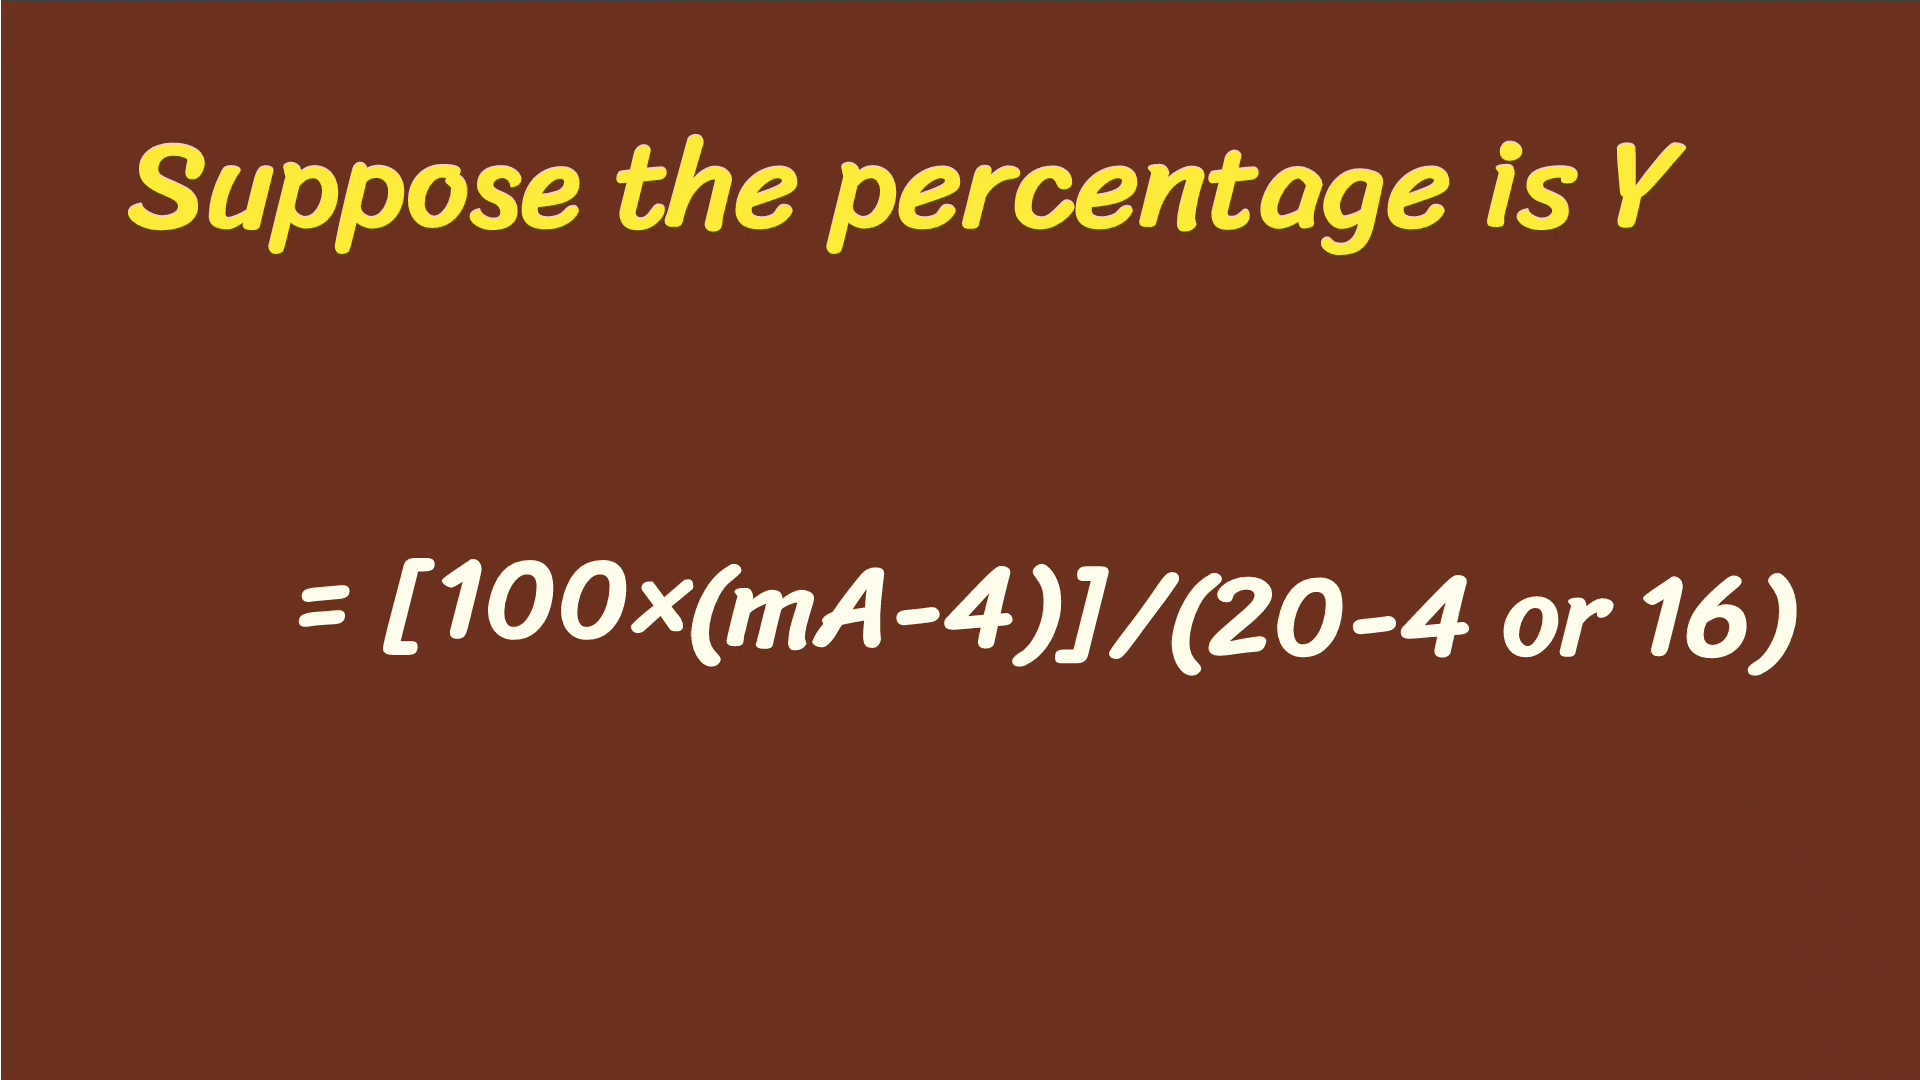 Suppose the percentage is Y
= [100×(mA-4)]/(20-4 or 16)